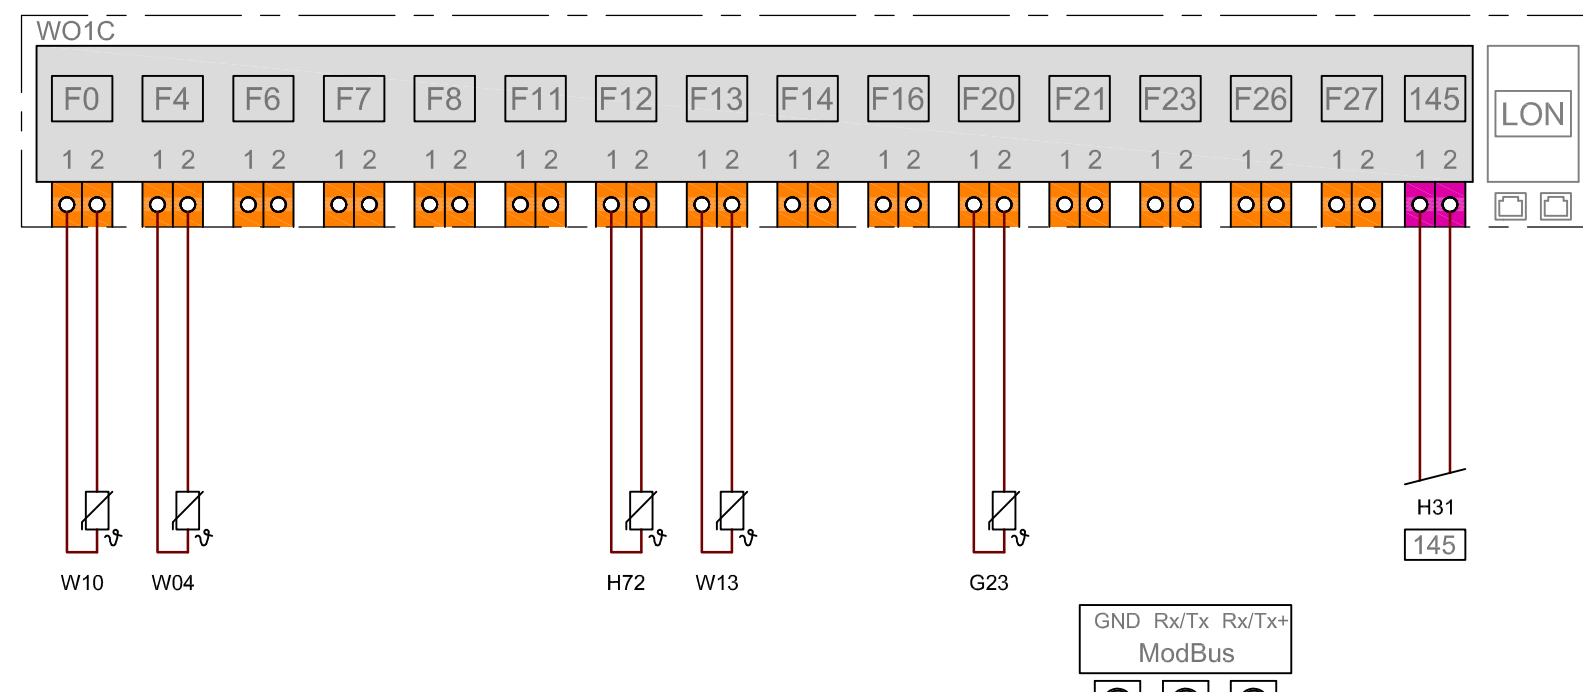 WO1C
F0 F4 F6 F7 F8 F11 F12 F13 F14 F16 F20 F21 F23 F26 F27 145 LON
1 2 1 2 1 2 1 2 1 2 1 2 1 2 1 2 1 2 1 2 1 2 1 2 1 2 1 2 1 2 1 2
H31
145
ϑ ϑ ϑ ϑ ϑ
W10 W04 H72 W13 G23
GND Rx/Tx Rx/Tx+
ModBus